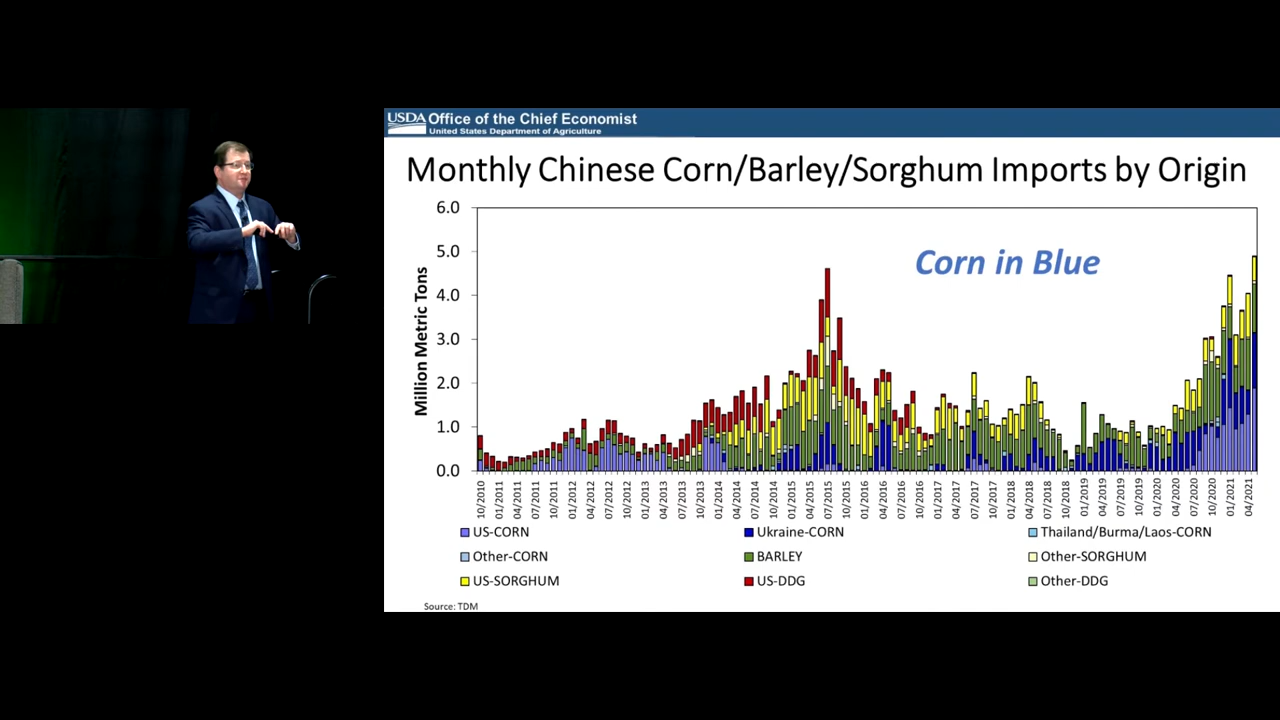 USDA Office of the Chief Economist
United States Department of Agriculture
Monthly Chinese Corn/Barley/Sorghum Imports by Origin
Corn in Blue
Million Metric Tons
6.0
5.0
4.0
3.0
2.0
1.0
0.0
10/2010 01/2011 04/2011 07/2011 10/2011 01/2012 04/2012 07/2012 10/2012 01/2013 04/2013 07/2013 10/2013 01/2014 04/2014 07/2014 10/2014 01/2015 04/2015 07/2015 10/2015 01/2016 04/2016 07/2016 10/2016 01/2017 04/2017 07/2017 10/2017 01/2018 04/2018 07/2018 10/2018 01/2019 04/2019 07/2019 10/2019 01/2020 04/2020 07/2020 10/2020 01/2021 04/2021
US-CORN Ukraine-CORN Thailand/Burma/Laos-CORN
Other-CORN BARLEY Other-SORGHUM
US-SORGHUM US-DDG Other-DDG
Source: TDM